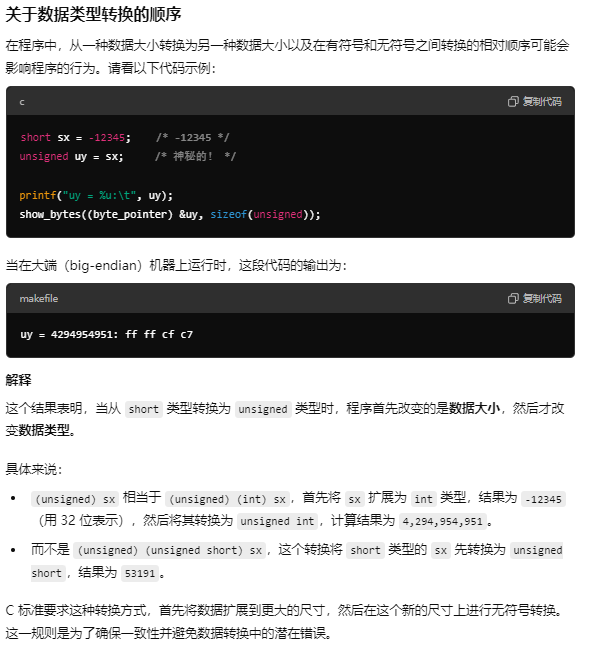 关于数据类型转换的顺序
在程序中，从一种数据大小转换为另一种数据大小以及在有符号和无符号之间转换的相对顺序可能会
影响程序的行为。请看以下代码示例：
c 复制代码
short sx = -12345;    /* -12345 */
unsigned uy = sx;     /* 神秘的！ */
printf("uy = %u:\t", uy);
show_bytes((byte_pointer) &uy, sizeof(unsigned));
当在大端（big-endian）机器上运行时，这段代码的输出为：
makefile 复制代码
uy = 4294954951: ff ff cf c7
解释
这个结果表明，当从 short 类型转换为 unsigned 类型时，程序首先改变的是数据大小，然后才改
变数据类型。
具体来说：
• (unsigned) sx 相当于 (unsigned) (int) sx，首先将 sx 扩展为 int 类型，结果为 -12345
（用 32 位表示），然后将其转换为 unsigned int，计算结果为 4,294,954,951。
• 而不是 (unsigned) (unsigned short) sx，这个转换将 short 类型的 sx 先转换为 unsigned
short，结果为 53191。
C 标准要求这种转换方式，首先将数据扩展到更大的尺寸，然后在这个新的尺寸上进行无符号转换。
这一规则是为了确保一致性并避免数据转换中的潜在错误。